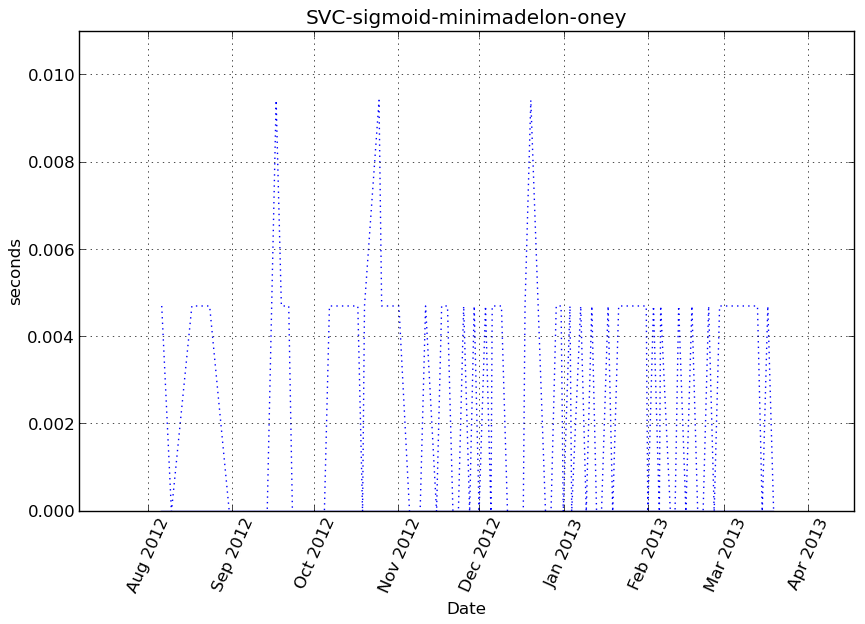 SVC-sigmoid-minimadelon-oney
0.010
0.008
0.006
0.004
0.002
0.000
seconds
Aug 2012
Sep 2012
Oct 2012
Nov 2012
Dec 2012
Jan 2013
Feb 2013
Mar 2013
Apr 2013
Date